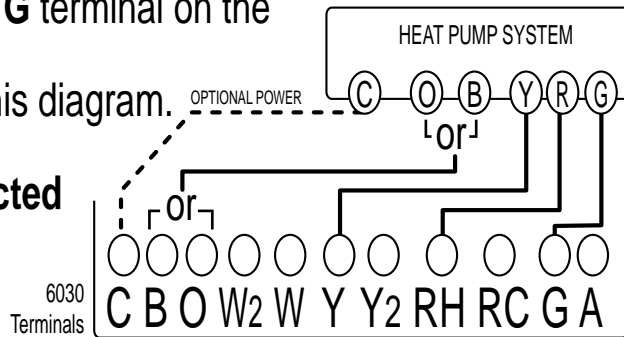 G terminal on the
HEAT PUMP SYSTEM
his diagram.
OPTIONAL POWER
C O B Y R G
or
cted
or
6030
Terminals
C B O W2 W Y Y2 RH RC G A